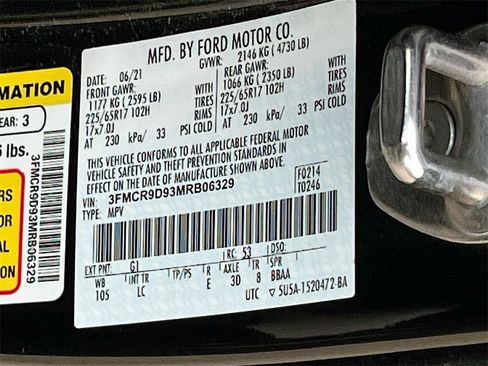 MFD. BY FORD MOTOR CO.
DATE: 06/21 GVWR: 2146 KG ( 4730 LB)
FRONT GAWR: REAR GAWR:
1177 KG ( 2595 LB) 1066 KG ( 2350 LB)
225/65R17 102H TIRES 225/65R17 102H TIRES
17x7.0J RIMS 17x7.0J RIMS
AT 230 kPa/ 33 PSI COLD AT 230 kPa/ 33 PSI COLD
THIS VEHICLE CONFORMS TO ALL APPLICABLE FEDERAL MOTOR
VEHICLE SAFETY AND THEFT PREVENTION STANDARDS IN
EFFECT ON THE DATE OF MANUFACTURE SHOWN ABOVE.
VIN: 3FMCR9D93MRB06329 F0214
TYPE: MPV T0246
EXT PNT: G1 RC: 53 DSO:
WB INT TR TP/PS R AXLE TR SPR
105 LC E 3D 8 BBAA
UTC 5U5A-1520472-BA
MATION
EAR: 3
lbs.
3FMCR9D93MRB06329